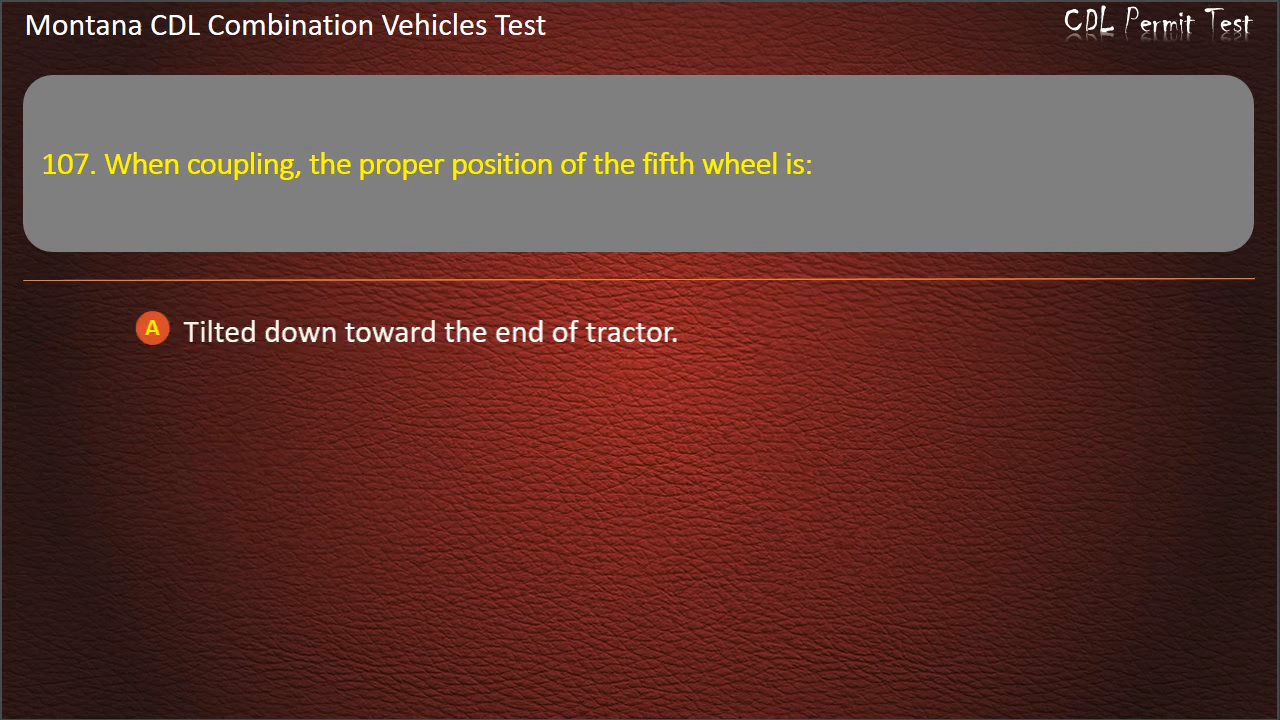 Montana CDL Combination Vehicles Test
CDL Permit Test
107. When coupling, the proper position of the fifth wheel is:
A Tilted down toward the end of tractor.